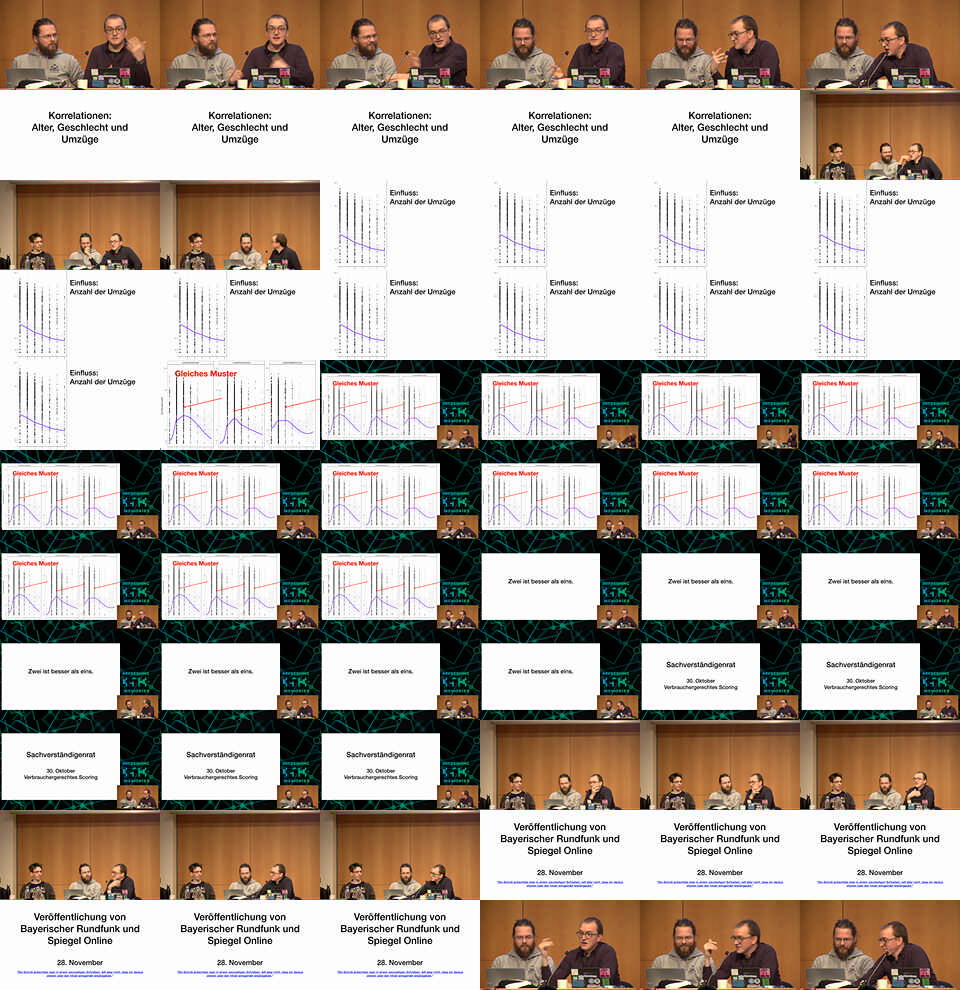 Korrelationen:
Alter, Geschlecht und
Umzüge
Korrelationen:
Alter, Geschlecht und
Umzüge
Korrelationen:
Alter, Geschlecht und
Umzüge
Korrelationen:
Alter, Geschlecht und
Umzüge
Korrelationen:
Alter, Geschlecht und
Umzüge
Einfluss:
Anzahl der Umzüge
Einfluss:
Anzahl der Umzüge
Einfluss:
Anzahl der Umzüge
Einfluss:
Anzahl der Umzüge
Einfluss:
Anzahl der Umzüge
Einfluss:
Anzahl der Umzüge
Einfluss:
Anzahl der Umzüge
Einfluss:
Anzahl der Umzüge
Einfluss:
Anzahl der Umzüge
Einfluss:
Anzahl der Umzüge
Einfluss:
Anzahl der Umzüge
Gleiches Muster
Gleiches Muster
Gleiches Muster
Gleiches Muster
Gleiches Muster
Gleiches Muster
Gleiches Muster
Gleiches Muster
Gleiches Muster
Gleiches Muster
Gleiches Muster
Gleiches Muster
Gleiches Muster
Gleiches Muster
Zwei ist besser als eins.
Zwei ist besser als eins.
Zwei ist besser als eins.
Zwei ist besser als eins.
Zwei ist besser als eins.
Zwei ist besser als eins.
Zwei ist besser als eins.
Sachverständigenrat
30. Oktober
Verbrauchergerechtes Scoring
Sachverständigenrat
30. Oktober
Verbrauchergerechtes Scoring
Sachverständigenrat
30. Oktober
Verbrauchergerechtes Scoring
Sachverständigenrat
30. Oktober
Verbrauchergerechtes Scoring
Sachverständigenrat
30. Oktober
Verbrauchergerechtes Scoring
Veröffentlichung von
Bayerischer Rundfunk und
Spiegel Online
28. November
Veröffentlichung von
Bayerischer Rundfunk und
Spiegel Online
28. November
Veröffentlichung von
Bayerischer Rundfunk und
Spiegel Online
28. November
Veröffentlichung von
Bayerischer Rundfunk und
Spiegel Online
28. November
Veröffentlichung von
Bayerischer Rundfunk und
Spiegel Online
28. November
Veröffentlichung von
Bayerischer Rundfunk und
Spiegel Online
28. November